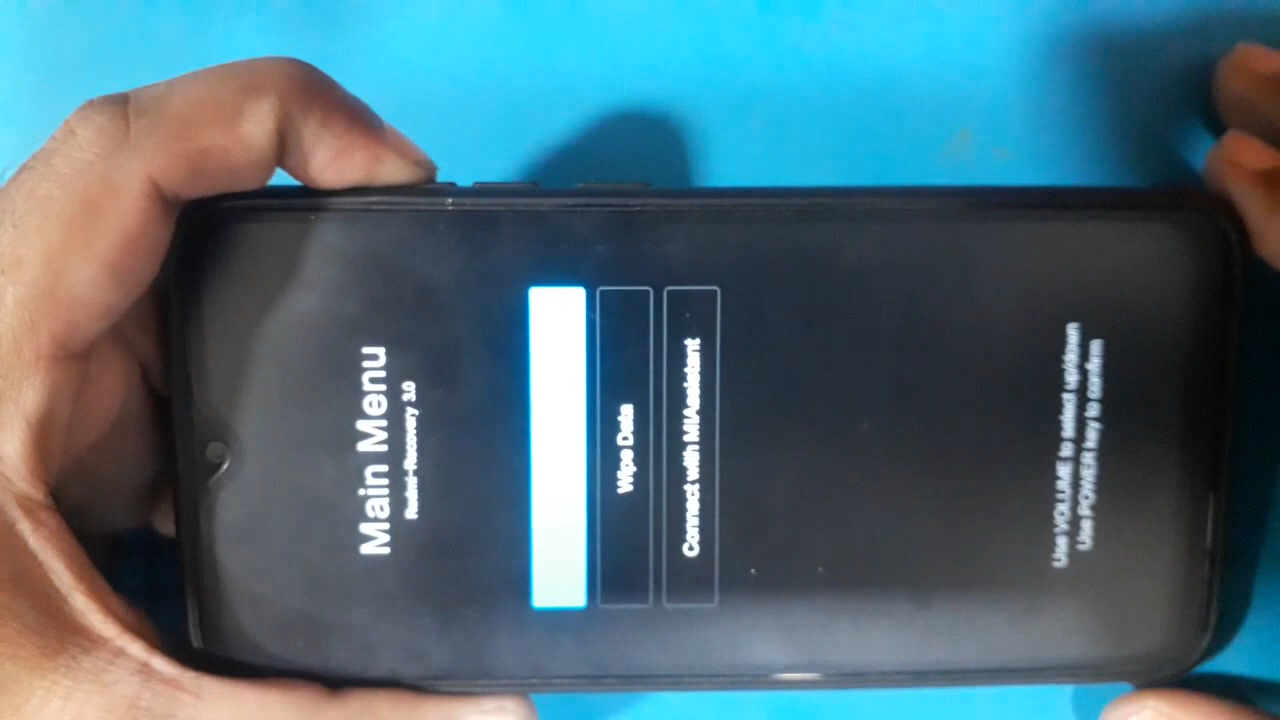 Main Menu
Redmi-Recovery 3.0
Wipe Data
Connect with MIAssistant
Use VOLUME to select up/down
Use POWER key to confirm